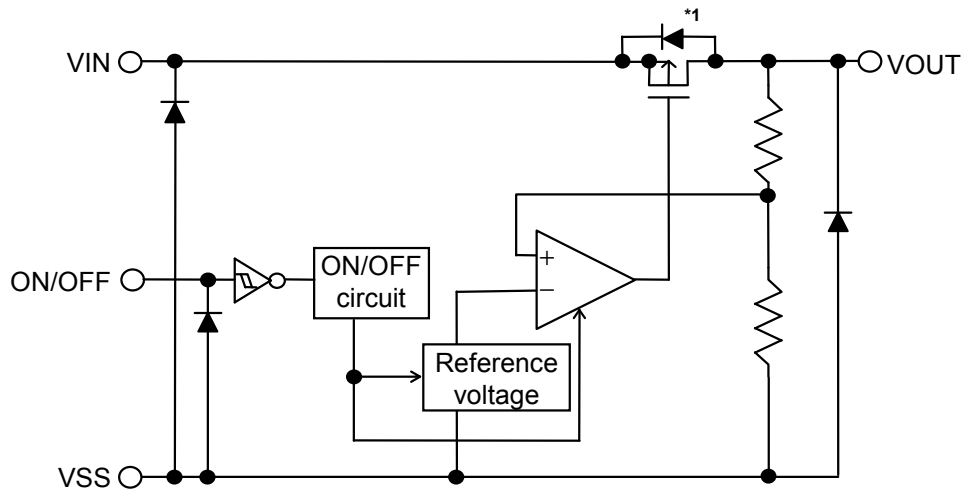 *1
VIN
VOUT
+
ON/OFF
ON/OFF
circuit
−
Reference
voltage
VSS